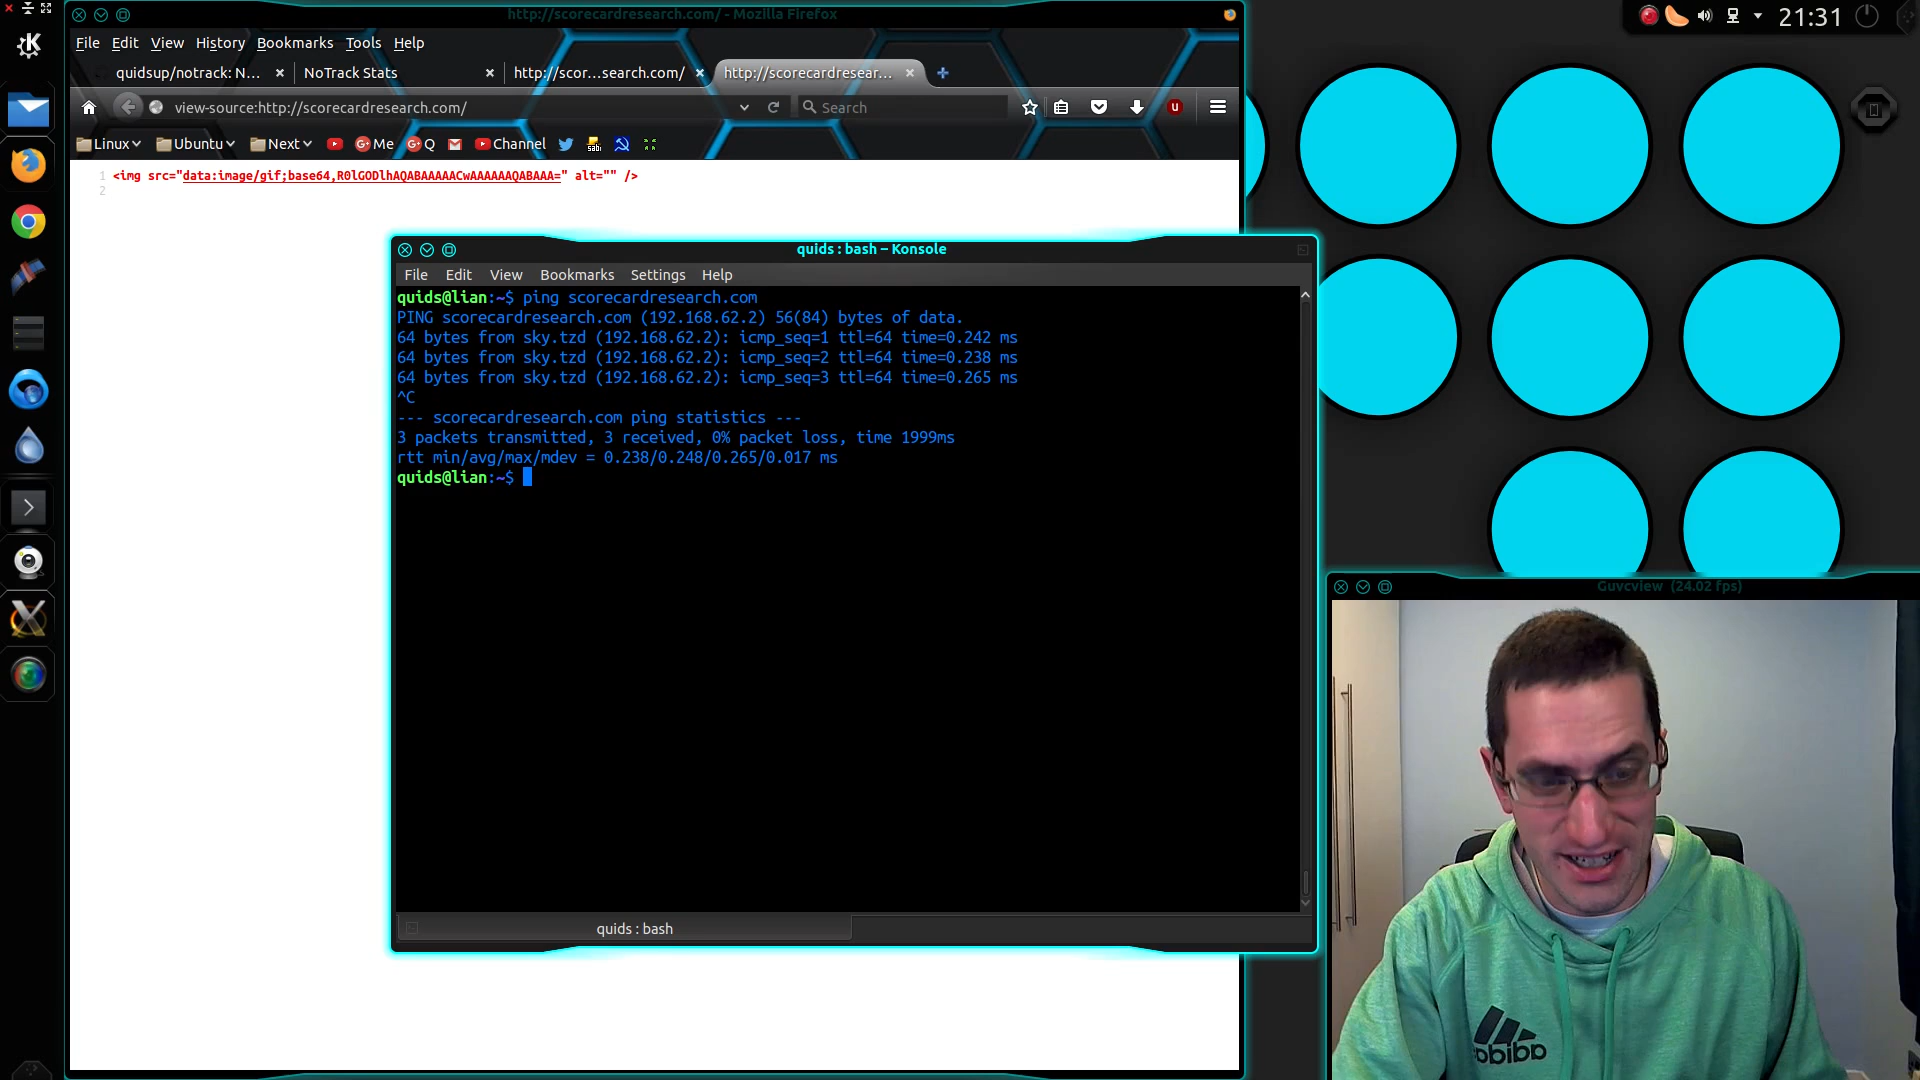 http://scorecardresearch.com/ - Mozilla Firefox
21:31
File Edit View History Bookmarks Tools Help
quidsup/notrack: N...
NoTrack Stats
http://scor...search.com/
http://scorecardresear...
view-source:http://scorecardresearch.com/
Search
Linux
Ubuntu
Next
G+ Me
G+ Q
Channel
sab
1 <img src="data:image/gif;base64,R0lGODlhAQABAAAAACwAAAAAAQABAAA=" alt="" />
2
quids : bash – Konsole
File Edit View Bookmarks Settings Help
quids@lian:~$ ping scorecardresearch.com
PING scorecardresearch.com (192.168.62.2) 56(84) bytes of data.
64 bytes from sky.tzd (192.168.62.2): icmp_seq=1 ttl=64 time=0.242 ms
64 bytes from sky.tzd (192.168.62.2): icmp_seq=2 ttl=64 time=0.238 ms
64 bytes from sky.tzd (192.168.62.2): icmp_seq=3 ttl=64 time=0.265 ms
^C
--- scorecardresearch.com ping statistics ---
3 packets transmitted, 3 received, 0% packet loss, time 1999ms
rtt min/avg/max/mdev = 0.238/0.248/0.265/0.017 ms
quids@lian:~$
quids : bash
Guvcview (24.02 fps)
adidas